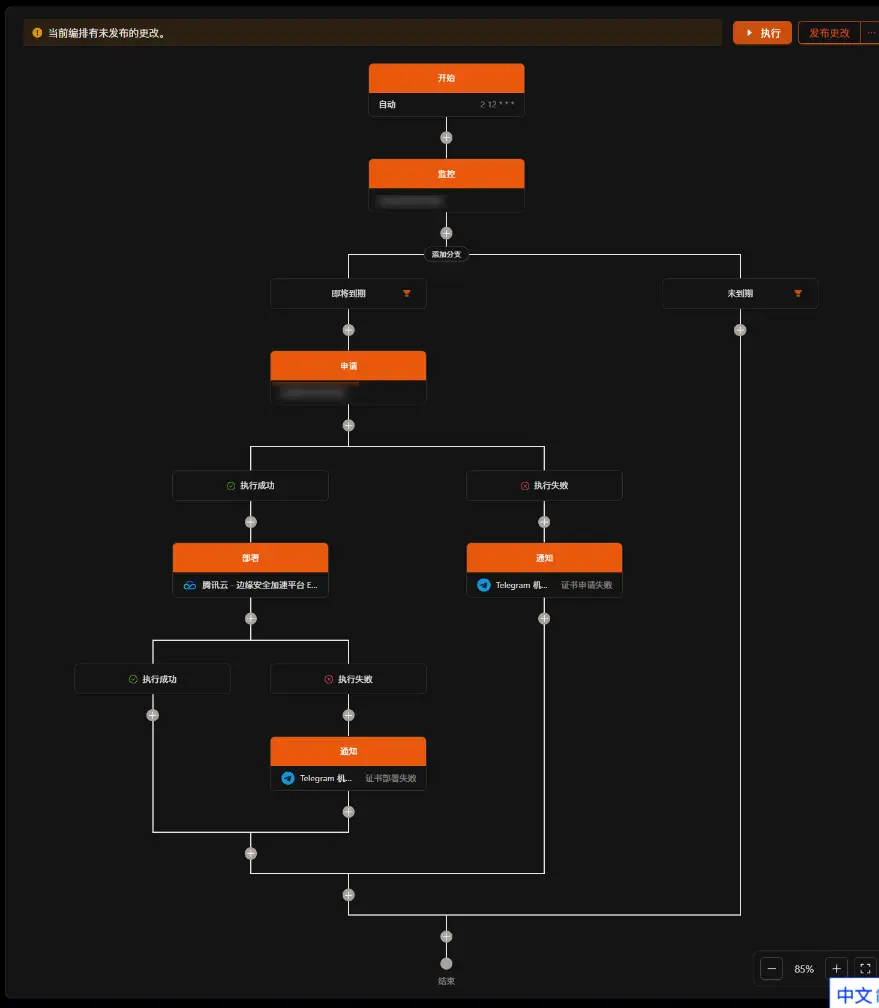 当前编排有未发布的更改。
执行
发布更改
...
开始
自动
2 12 * * *
监控
添加分支
即将到期
未到期
申请
执行成功
执行失败
部署
通知
腾讯云 - 边缘安全加速平台 E...
Telegram 机...
证书申请失败
执行成功
执行失败
通知
Telegram 机...
证书部署失败
结束
85%
中文